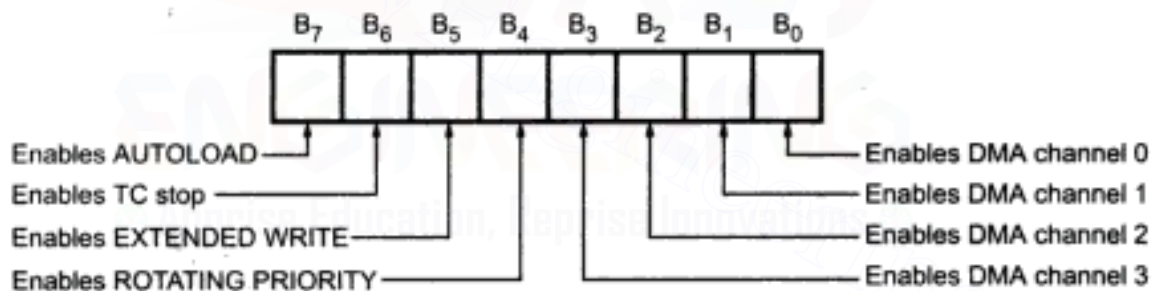 B7 B6 B5 B4 B3 B2 B1 B0
Enables AUTOLOAD
Enables DMA channel 0
Enables TC stop
Enables DMA channel 1
Enables EXTENDED WRITE
Enables DMA channel 2
Enables ROTATING PRIORITY
Enables DMA channel 3